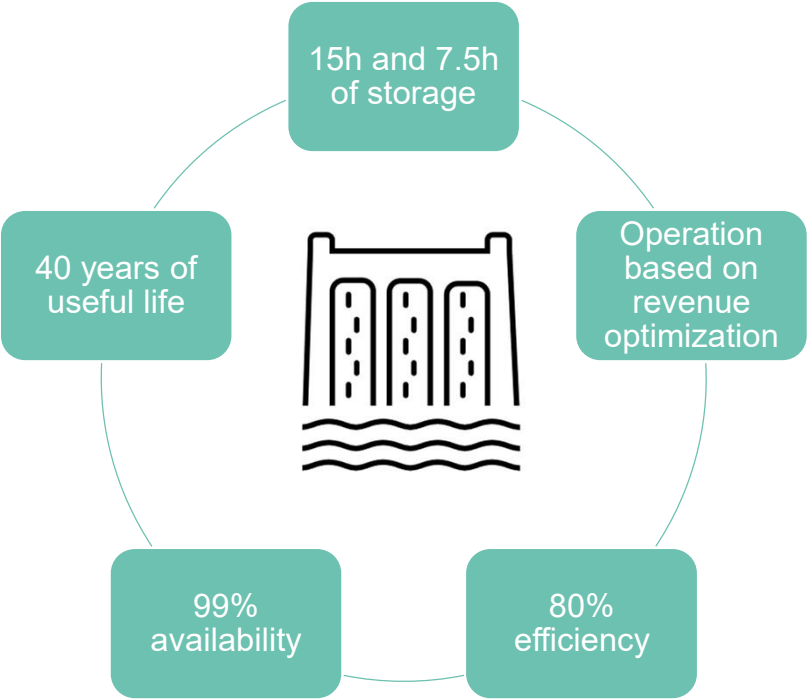 15h and 7.5h
of storage
Operation
based on
revenue
optimization
80%
efficiency
99%
availability
40 years of
useful life